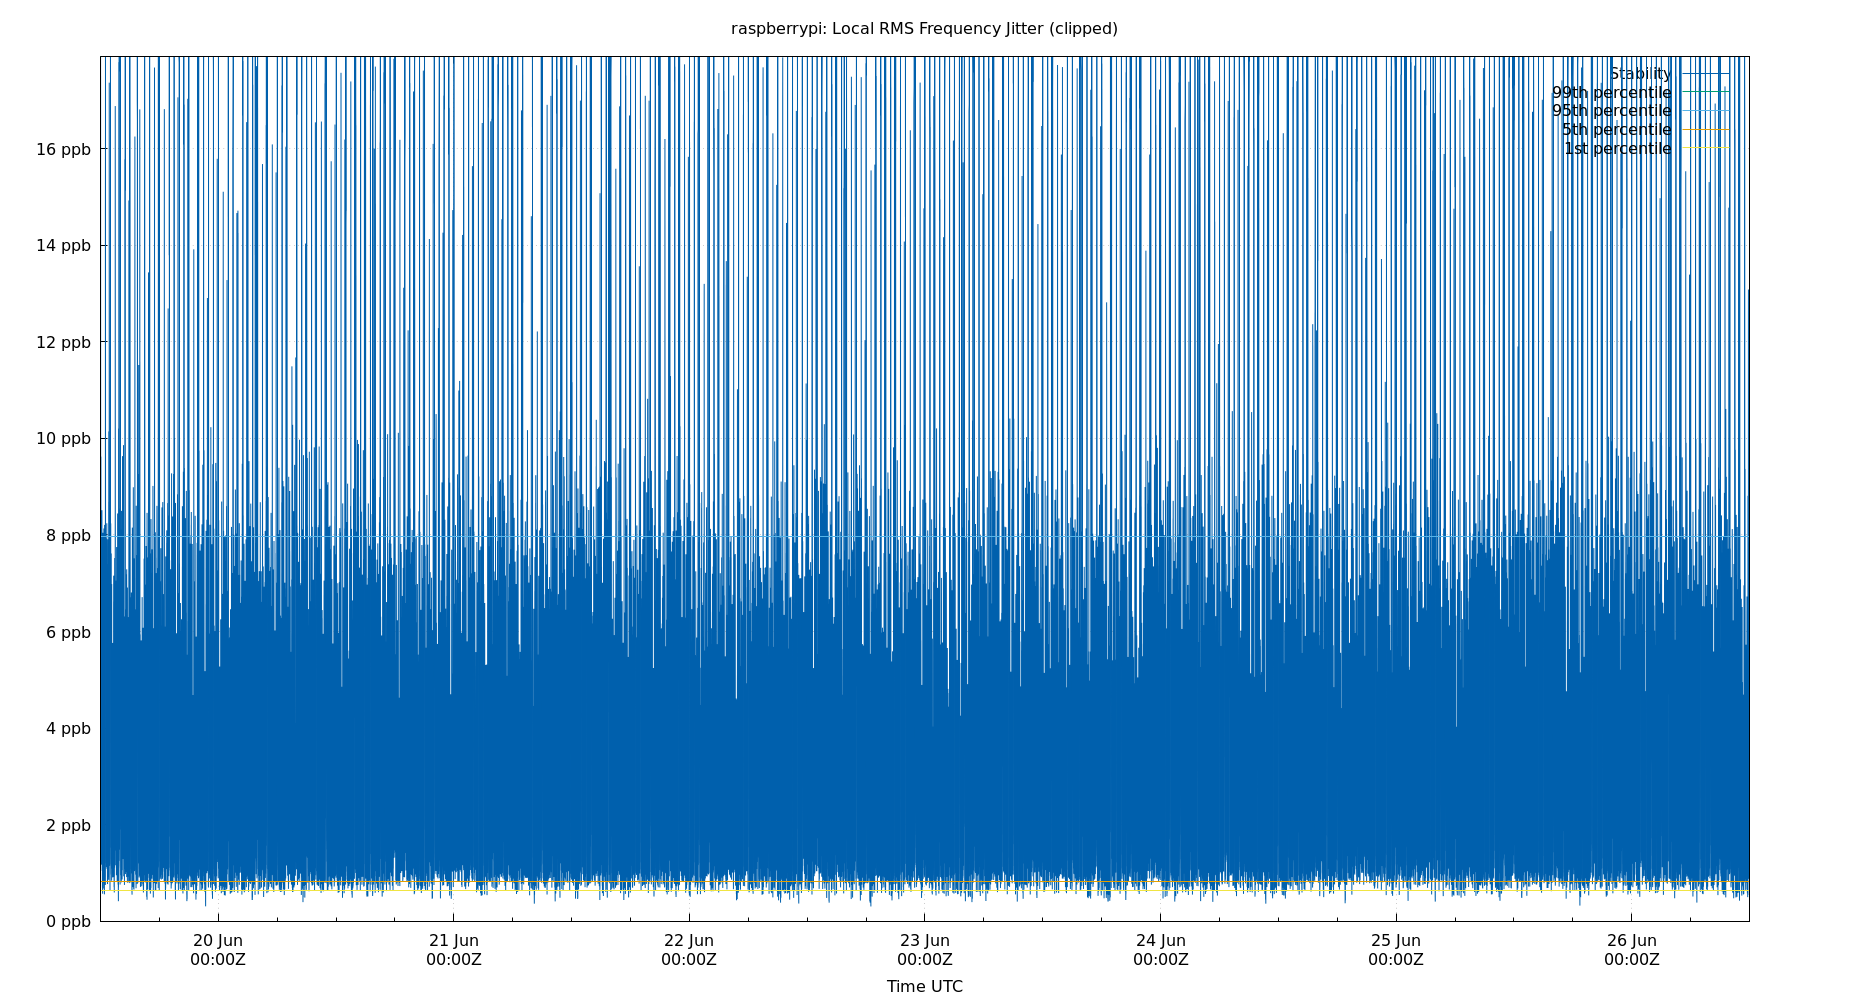 raspberrypi: Local RMS Frequency Jitter (clipped)
Stability
99th percentile
95th percentile
5th percentile
1st percentile
16 ppb
14 ppb
12 ppb
10 ppb
8 ppb
6 ppb
4 ppb
2 ppb
0 ppb
20 Jun 21 Jun 22 Jun 23 Jun 24 Jun 25 Jun 26 Jun
00:00Z 00:00Z 00:00Z 00:00Z 00:00Z 00:00Z 00:00Z
Time UTC